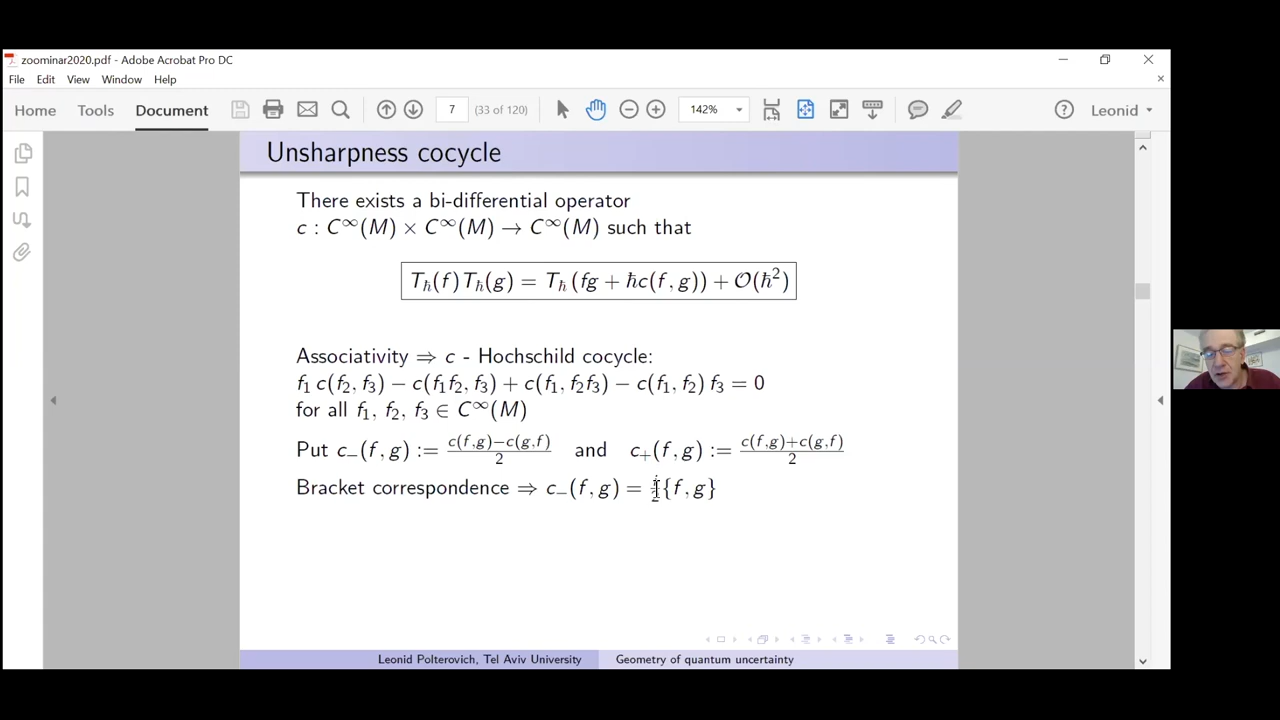 zoominar2020.pdf - Adobe Acrobat Pro DC
File Edit View Window Help
Home Tools Document 7 (33 of 120) 142% Leonid
Unsharpness cocycle
There exists a bi-differential operator
c : C^∞(M) × C^∞(M) → C^∞(M) such that
T_ħ(f)T_ħ(g) = T_ħ (fg + ħc(f, g)) + 𝒪(ħ²)
Associativity ⇒ c - Hochschild cocycle:
f₁ c(f₂, f₃) − c(f₁f₂, f₃) + c(f₁, f₂f₃) − c(f₁, f₂) f₃ = 0
for all f₁, f₂, f₃ ∈ C^∞(M)
Put c₋(f, g) := (c(f,g)−c(g,f))/2 and c₊(f, g) := (c(f,g)+c(g,f))/2
Bracket correspondence ⇒ c₋(f, g) = {f, g}
Leonid Polterovich, Tel Aviv University Geometry of quantum uncertainty